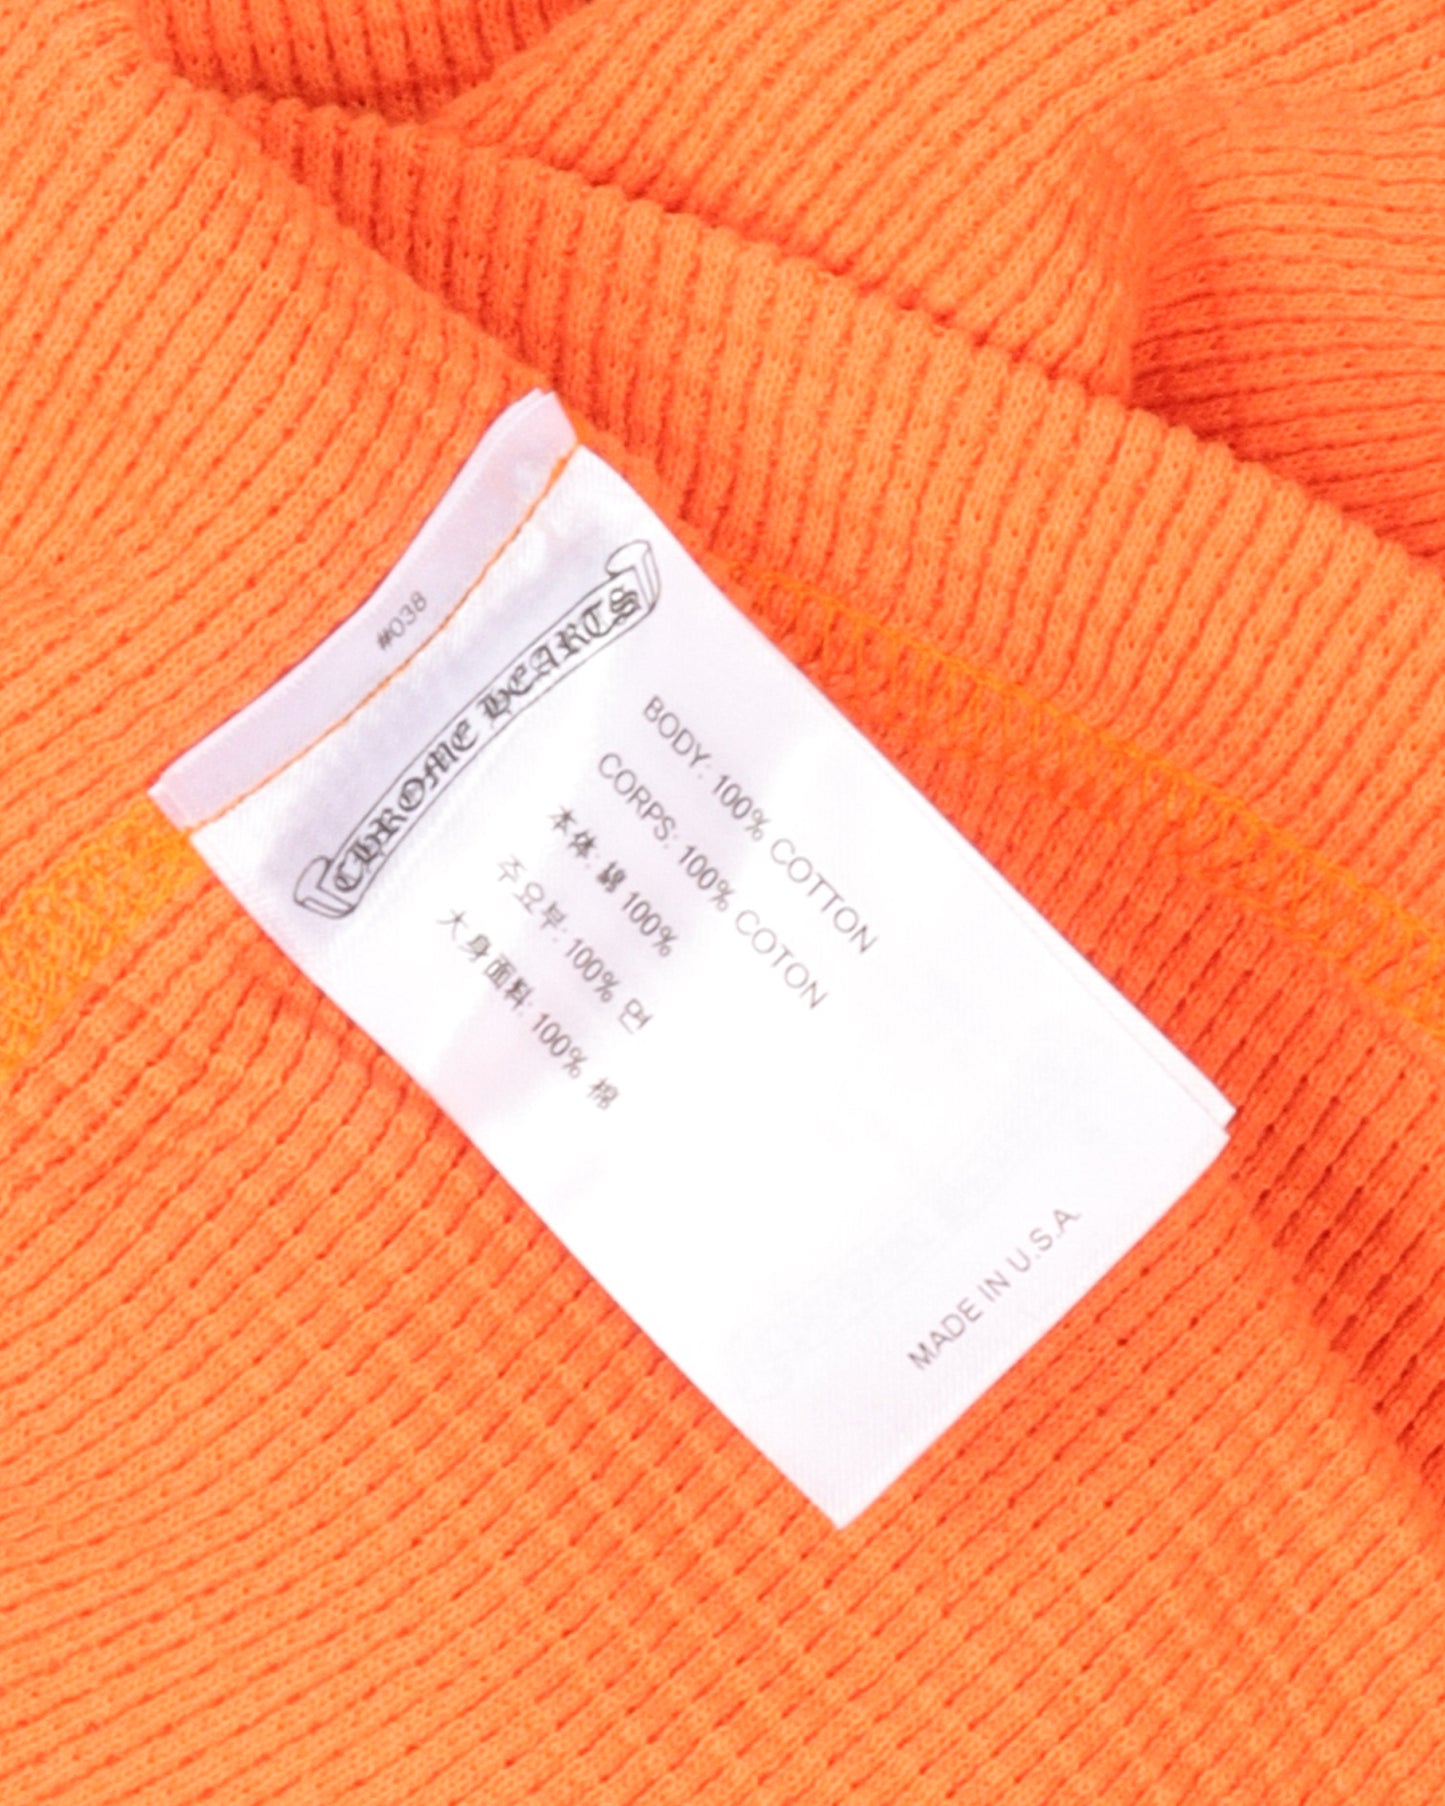 #038
CHROME HEARTS
BODY: 100% COTTON
CORPS: 100% COTON
本体: 綿 100%
주요부: 100% 면
大身面料: 100% 棉
MADE IN U.S.A.